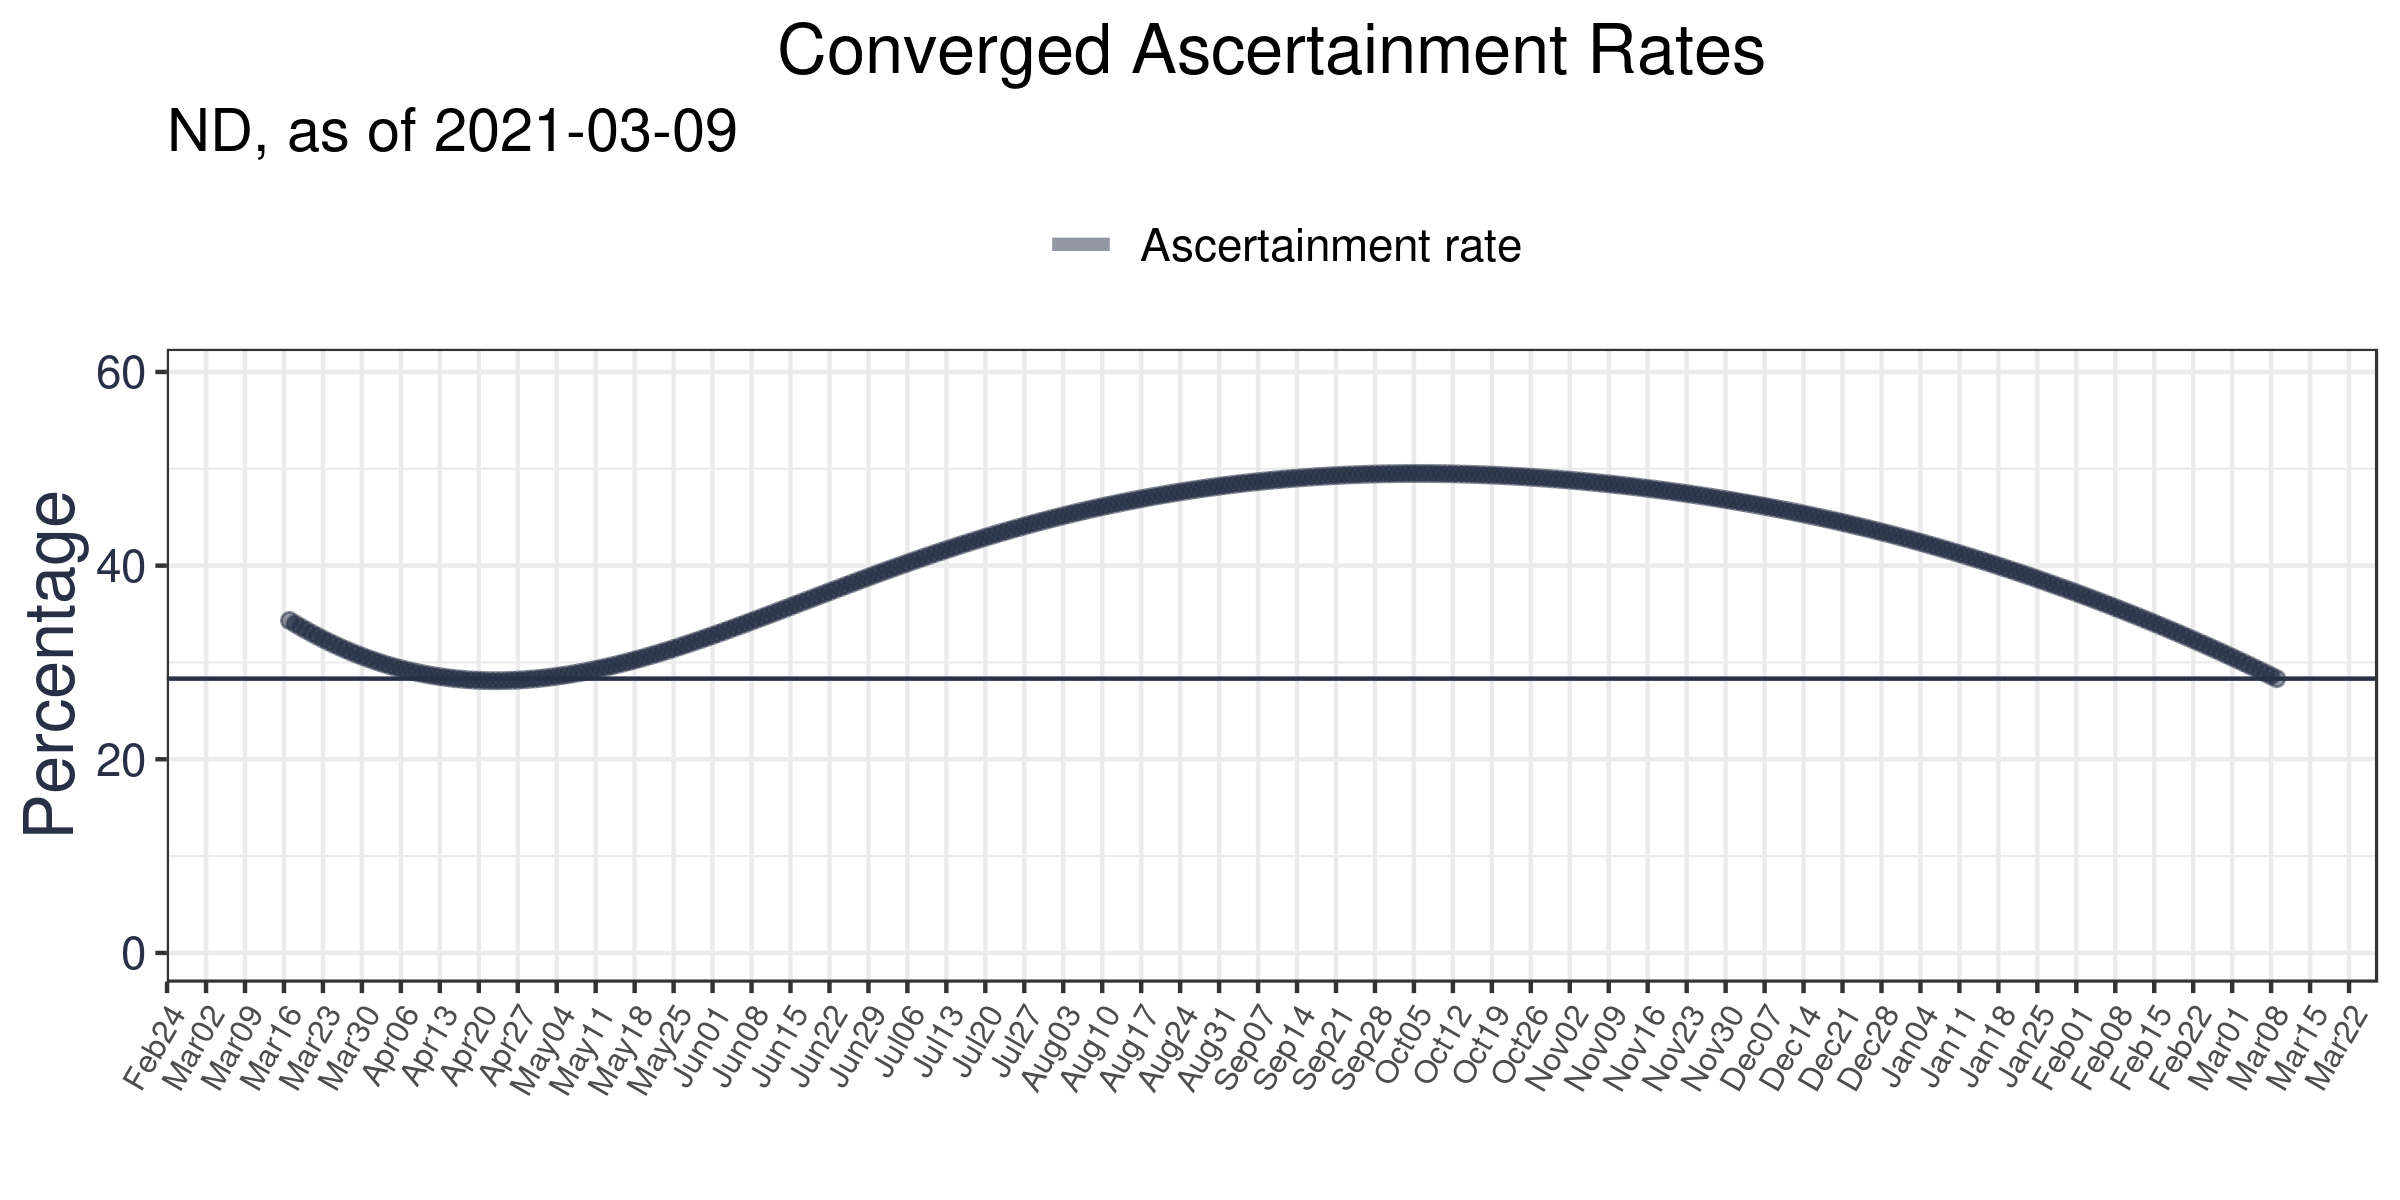 Converged Ascertainment Rates
ND, as of 2021-03-09
Ascertainment rate
Percentage
60
40
20
0
Feb24 Mar02 Mar09 Mar16 Mar23 Mar30 Apr06 Apr13 Apr20 Apr27 May04 May11 May18 May25 Jun01 Jun08 Jun15 Jun22 Jun29 Jul06 Jul13 Jul20 Jul27 Aug03 Aug10 Aug17 Aug24 Aug31 Sep07 Sep14 Sep21 Sep28 Oct05 Oct12 Oct19 Oct26 Nov02 Nov09 Nov16 Nov23 Nov30 Dec07 Dec14 Dec21 Dec28 Jan04 Jan11 Jan18 Jan25 Feb01 Feb08 Feb15 Feb22 Mar01 Mar08 Mar15 Mar22